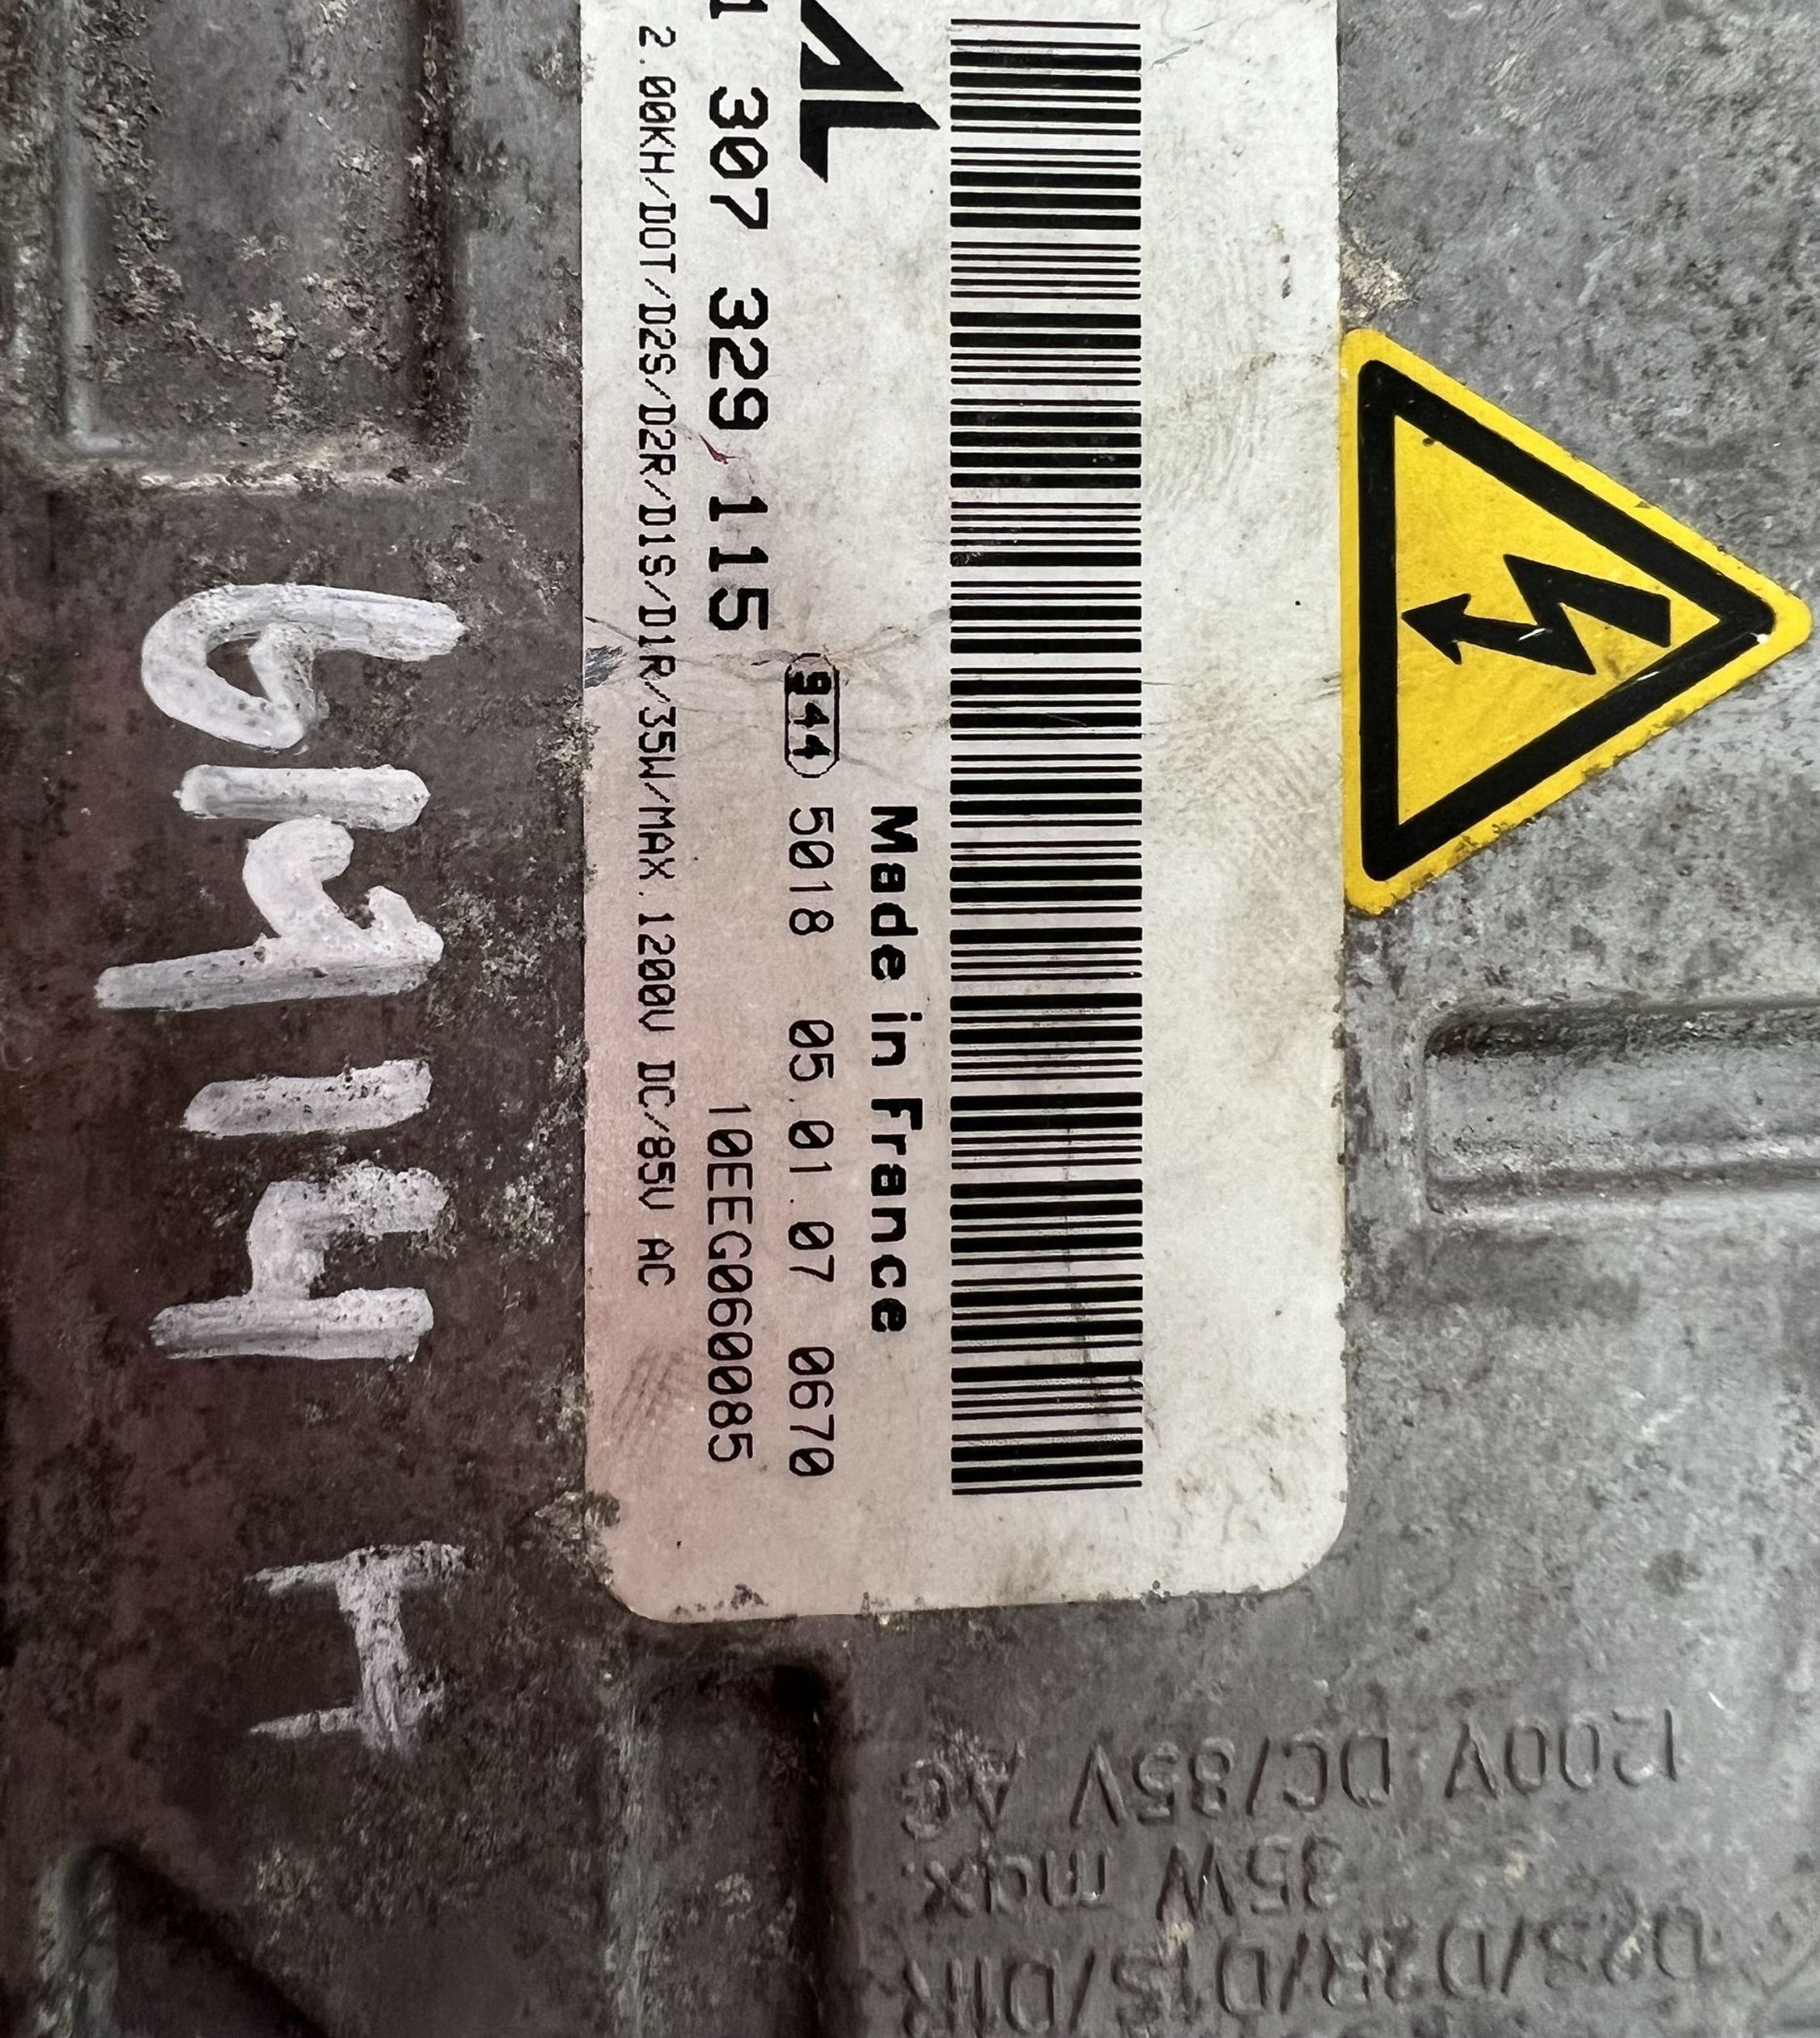 AL
Made in France
944 5018 05.01.07 0670
1 307 329 115
10EEG060085
2.00KH/DOT/D2S/D2R/D1S/D1R/35W/MAX.1200V DC/85V AC
D2S/D2R/D1S/D1R
35W max.
1200V DC/85V AC